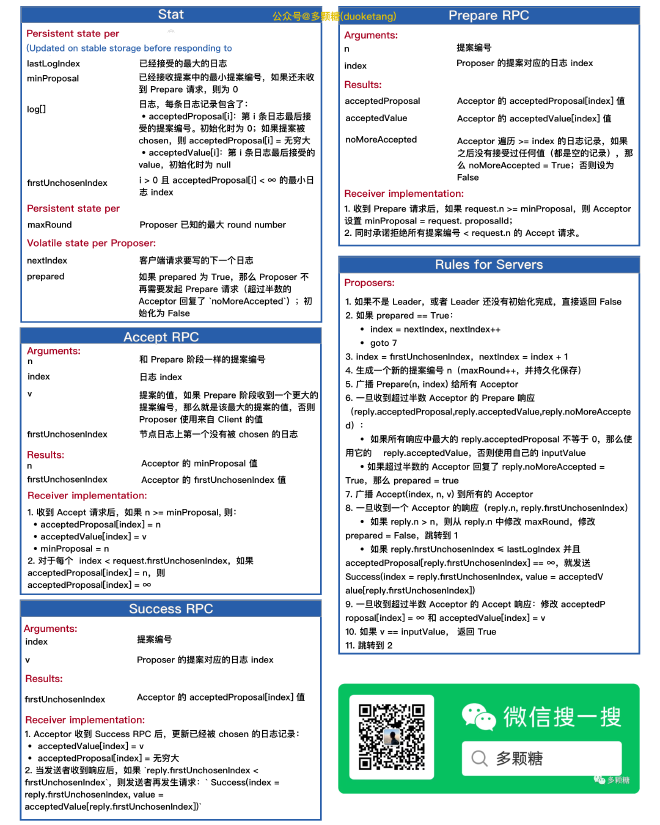 公众号@多颗糖(duoketang)
Stat
Persistent state per
(Updated on stable storage before responding to
lastLogIndex 已经接受的最大的日志
minProposal 已经接收提案中的最小提案编号，如果还未收
到 Prepare 请求，则为 0
log[] 日志，每条日志记录包含了：
• acceptedProposal[i]：第 i 条日志最后接
受的提案编号。初始化时为 0；如果提案被
chosen，则 acceptedProposal[i] = 无穷大
• acceptedValue[i]：第 i 条日志最后接受的
value，初始化时为 null
firstUnchosenIndex i > 0 且 acceptedProposal[i] < ∞ 的最小日
志 index
Persistent state per
maxRound Proposer 已知的最大 round number
Volatile state per Proposer:
nextIndex 客户端请求要写的下一个日志
prepared 如果 prepared 为 True，那么 Proposer 不
再需要发起 Prepare 请求（超过半数的
Acceptor 回复了 `noMoreAccepted`）；初
始化为 False
Accept RPC
Arguments:
n 和 Prepare 阶段一样的提案编号
index 日志 index
v 提案的值，如果 Prepare 阶段收到一个更大的
提案编号，那么就是该最大的提案的值，否则
Proposer 使用来自 Client 的值
firstUnchosenIndex 节点日志上第一个没有被 chosen 的日志
Results:
n Acceptor 的 minProposal 值
firstUnchosenIndex Acceptor 的 firstUnchosenIndex 值
Receiver implementation:
1. 收到 Accept 请求后，如果 n >= minProposal, 则：
• acceptedProposal[index] = n
• acceptedValue[index] = v
• minProposal = n
2. 对于每个 index < request.firstUnchosenIndex，如果
acceptedProposal[index] = n，则
acceptedProposal[index] = ∞
Success RPC
Arguments:
index 提案编号
v Proposer 的提案对应的日志 index
Results:
firstUnchosenIndex Acceptor 的 acceptedProposal[index] 值
Receiver implementation:
1. Acceptor 收到 Success RPC 后，更新已经被 chosen 的日志记录：
• acceptedValue[index] = v
• acceptedProposal[index] = 无穷大
2. 当发送者收到响应后，如果 `reply.firstUnchosenIndex <
firstUnchosenIndex`，则发送者再发生请求：` Success(index =
reply.firstUnchosenIndex, value =
acceptedValue[reply.firstUnchosenIndex])`
Prepare RPC
Arguments:
n 提案编号
index Proposer 的提案对应的日志 index
Results:
acceptedProposal Acceptor 的 acceptedProposal[index] 值
acceptedValue Acceptor 的 acceptedValue[index] 值
noMoreAccepted Acceptor 遍历 >= index 的日志记录，如果
之后没有接受过任何值（都是空的记录），那
么 noMoreAccepted = True；否则设为
False
Receiver implementation:
1. 收到 Prepare 请求后，如果 request.n >= minProposal，则 Acceptor
设置 minProposal = request. proposalId；
2. 同时承诺拒绝所有提案编号 < request.n 的 Accept 请求。
Rules for Servers
Proposers:
1. 如果不是 Leader，或者 Leader 还没有初始化完成，直接返回 False
2. 如果 prepared == True：
• index = nextIndex, nextIndex++
• goto 7
3. index = firstUnchosenIndex，nextIndex = index + 1
4. 生成一个新的提案编号 n（maxRound++，并持久化保存）
5. 广播 Prepare(n, index) 给所有 Acceptor
6. 一旦收到超过半数 Acceptor 的 Prepare 响应
（reply.acceptedProposal,reply.acceptedValue,reply.noMoreAccepte
d）：
• 如果所有响应中最大的 reply.acceptedProposal 不等于 0，那么使
用它的 reply.acceptedValue，否则使用自己的 inputValue
• 如果超过半数的 Acceptor 回复了 reply.noMoreAccepted =
True，那么 prepared = true
7. 广播 Accept(index, n, v) 到所有的 Acceptor
8. 一旦收到一个 Acceptor 的响应（reply.n, reply.firstUnchosenIndex）
• 如果 reply.n > n，则从 reply.n 中修改 maxRound，修改
prepared = False，跳转到 1
• 如果 reply.firstUnchosenIndex ≤ lastLogIndex 并且
acceptedProposal[reply.firstUnchosenIndex] == ∞，就发送
Success(index = reply.firstUnchosenIndex, value = acceptedV
alue[reply.firstUnchosenIndex])
9. 一旦收到超过半数 Acceptor 的 Accept 响应：修改 acceptedP
roposal[index] = ∞ 和 acceptedValue[index] = v
10. 如果 v == inputValue， 返回 True
11. 跳转到 2
微信搜一搜
多颗糖
多颗糖